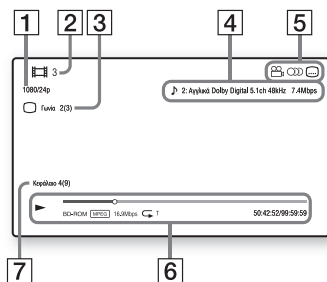 1 2 3 4 5
3
1080/24p
2: Αγγλικά Dolby Digital 5.1ch 48kHz 7.4Mbps
Γωνία 2(3)
Κεφάλαιο 4(9)
BD-ROM MPEG 16.9Mbps T 50:42:52/99:59:59
7 6